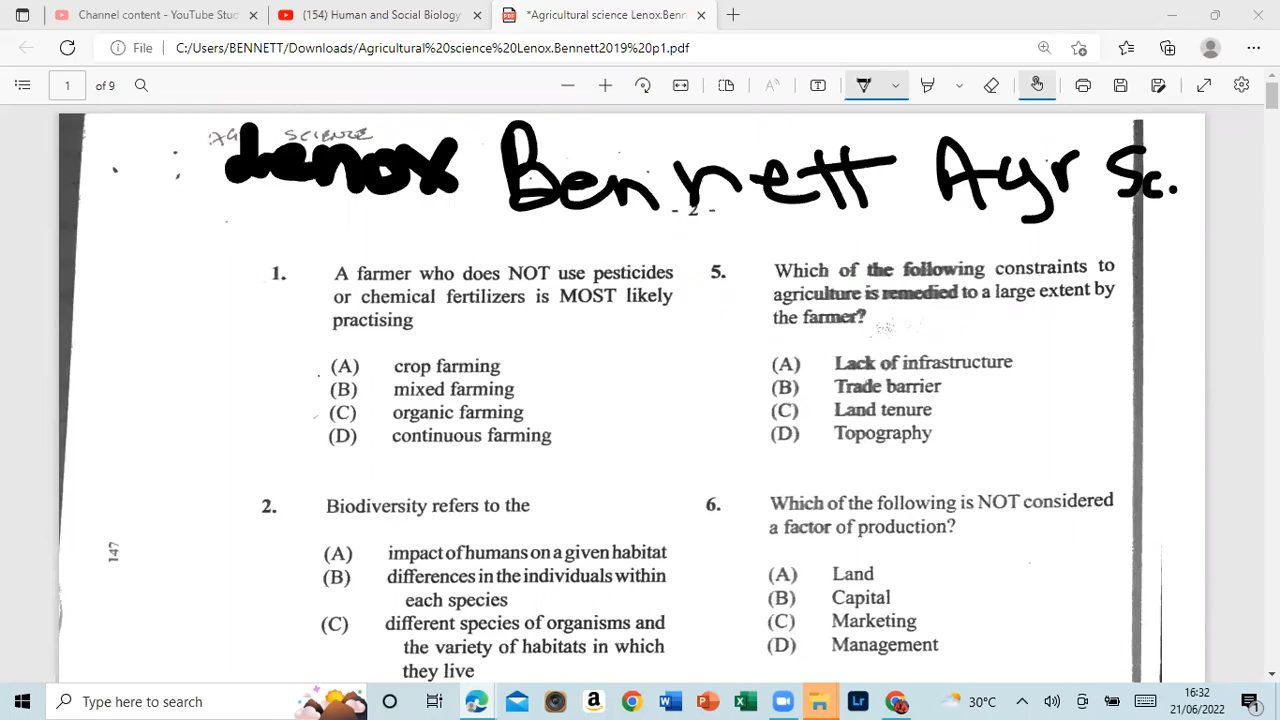 Channel content - YouTube Stud
(154) Human and Social Biology
*Agricultural science Lenox.Benn
File
C:/Users/BENNETT/Downloads/Agricultural%20science%20Lenox.Bennett2019%20p1.pdf
1 of 9
SCIENCE
Lenox Bennett Agr Sc.
- 2 -
1. A farmer who does NOT use pesticides
or chemical fertilizers is MOST likely
practising
(A) crop farming
(B) mixed farming
(C) organic farming
(D) continuous farming
2. Biodiversity refers to the
(A) impact of humans on a given habitat
(B) differences in the individuals within
each species
(C) different species of organisms and
the variety of habitats in which
they live
147
5. Which of the following constraints to
agriculture is remedied to a large extent by
the farmer?
(A) Lack of infrastructure
(B) Trade barrier
(C) Land tenure
(D) Topography
6. Which of the following is NOT considered
a factor of production?
(A) Land
(B) Capital
(C) Marketing
(D) Management
Type here to search
30°C
16:32
21/06/2022